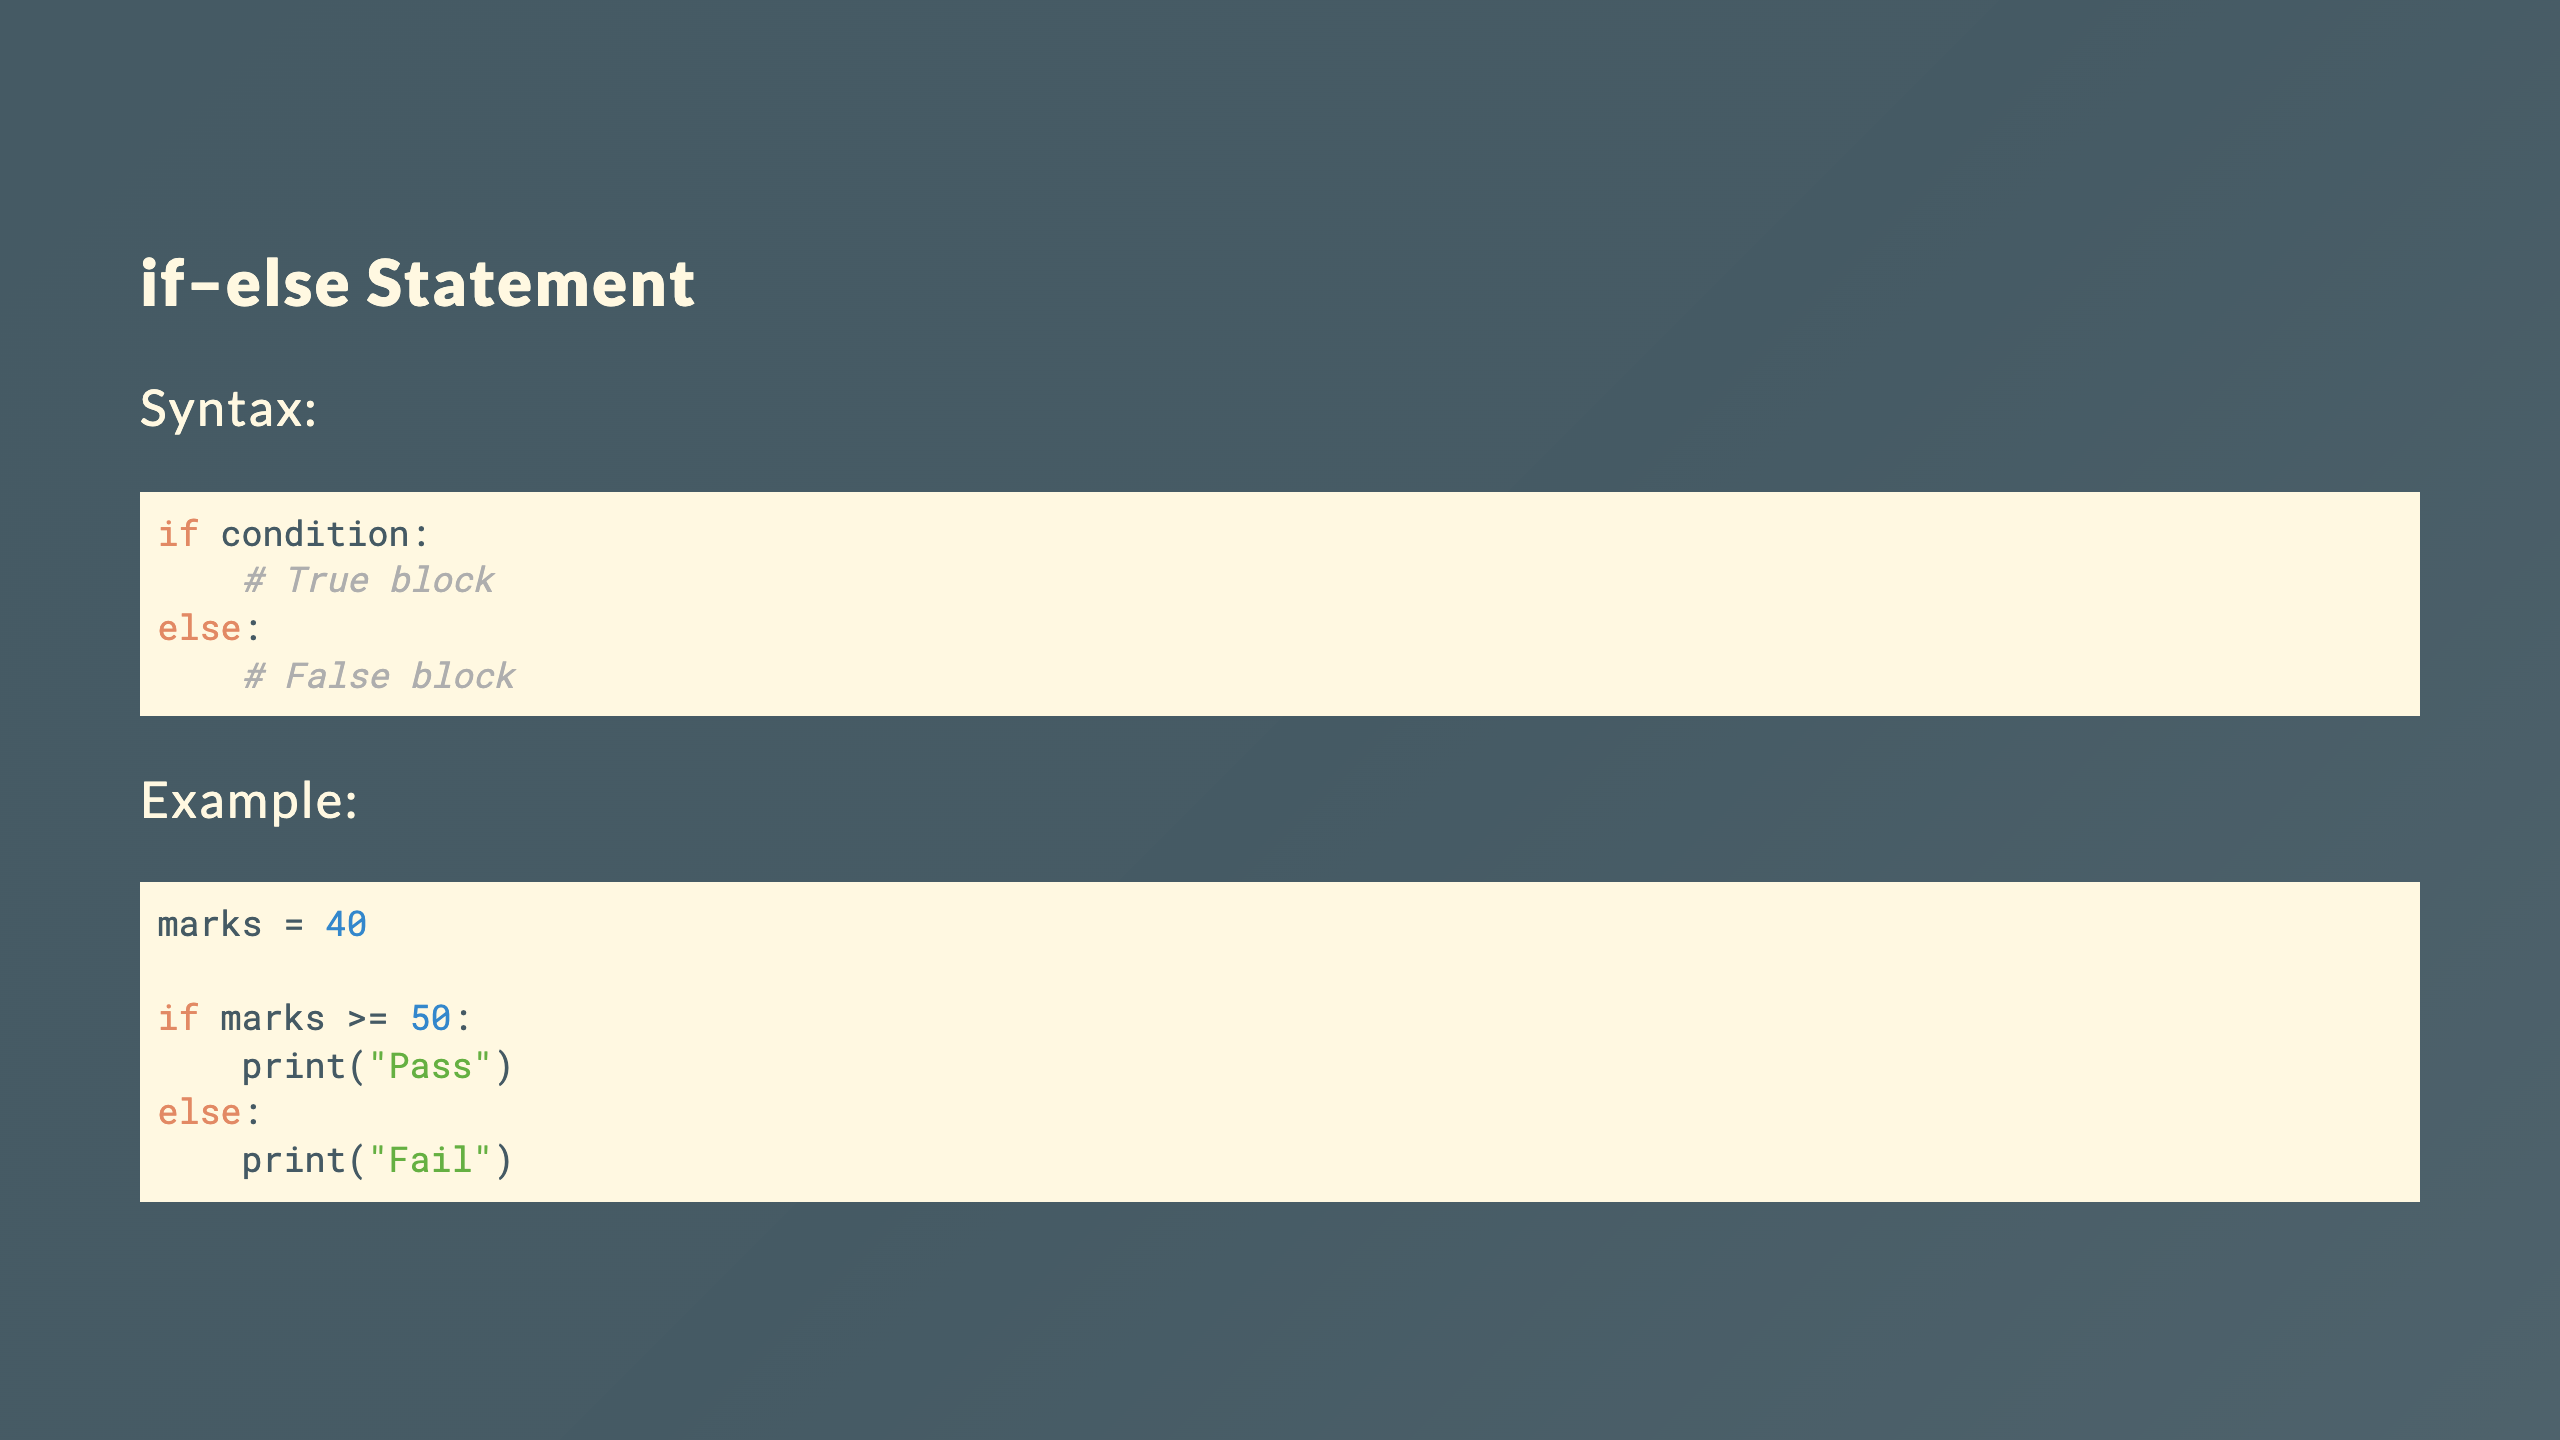 if–else Statement
Syntax:
if condition:
    # True block
else:
    # False block
Example:
marks = 40
if marks >= 50:
    print("Pass")
else:
    print("Fail")